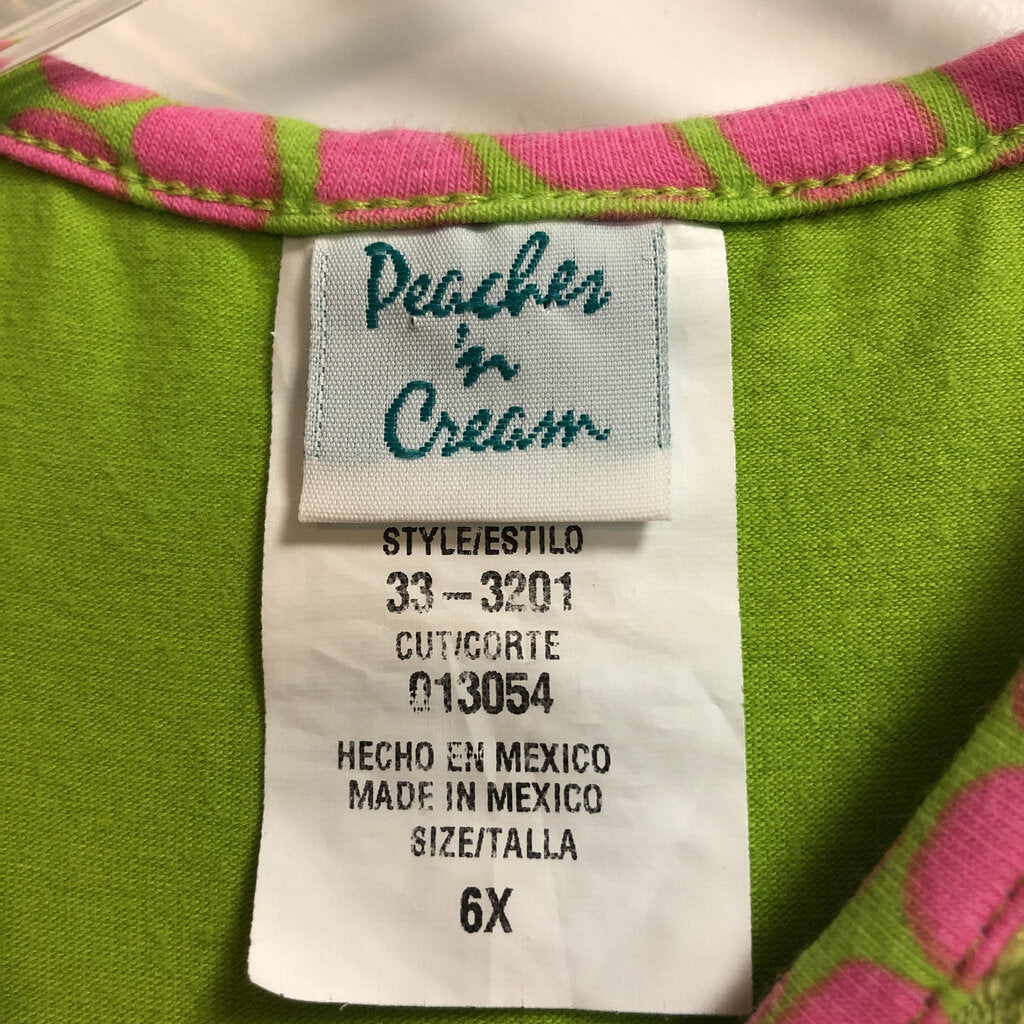 Peaches
'n
Cream
STYLE/ESTILO
33-3201
CUT/CORTE
013054
HECHO EN MEXICO
MADE IN MEXICO
SIZE/TALLA
6X